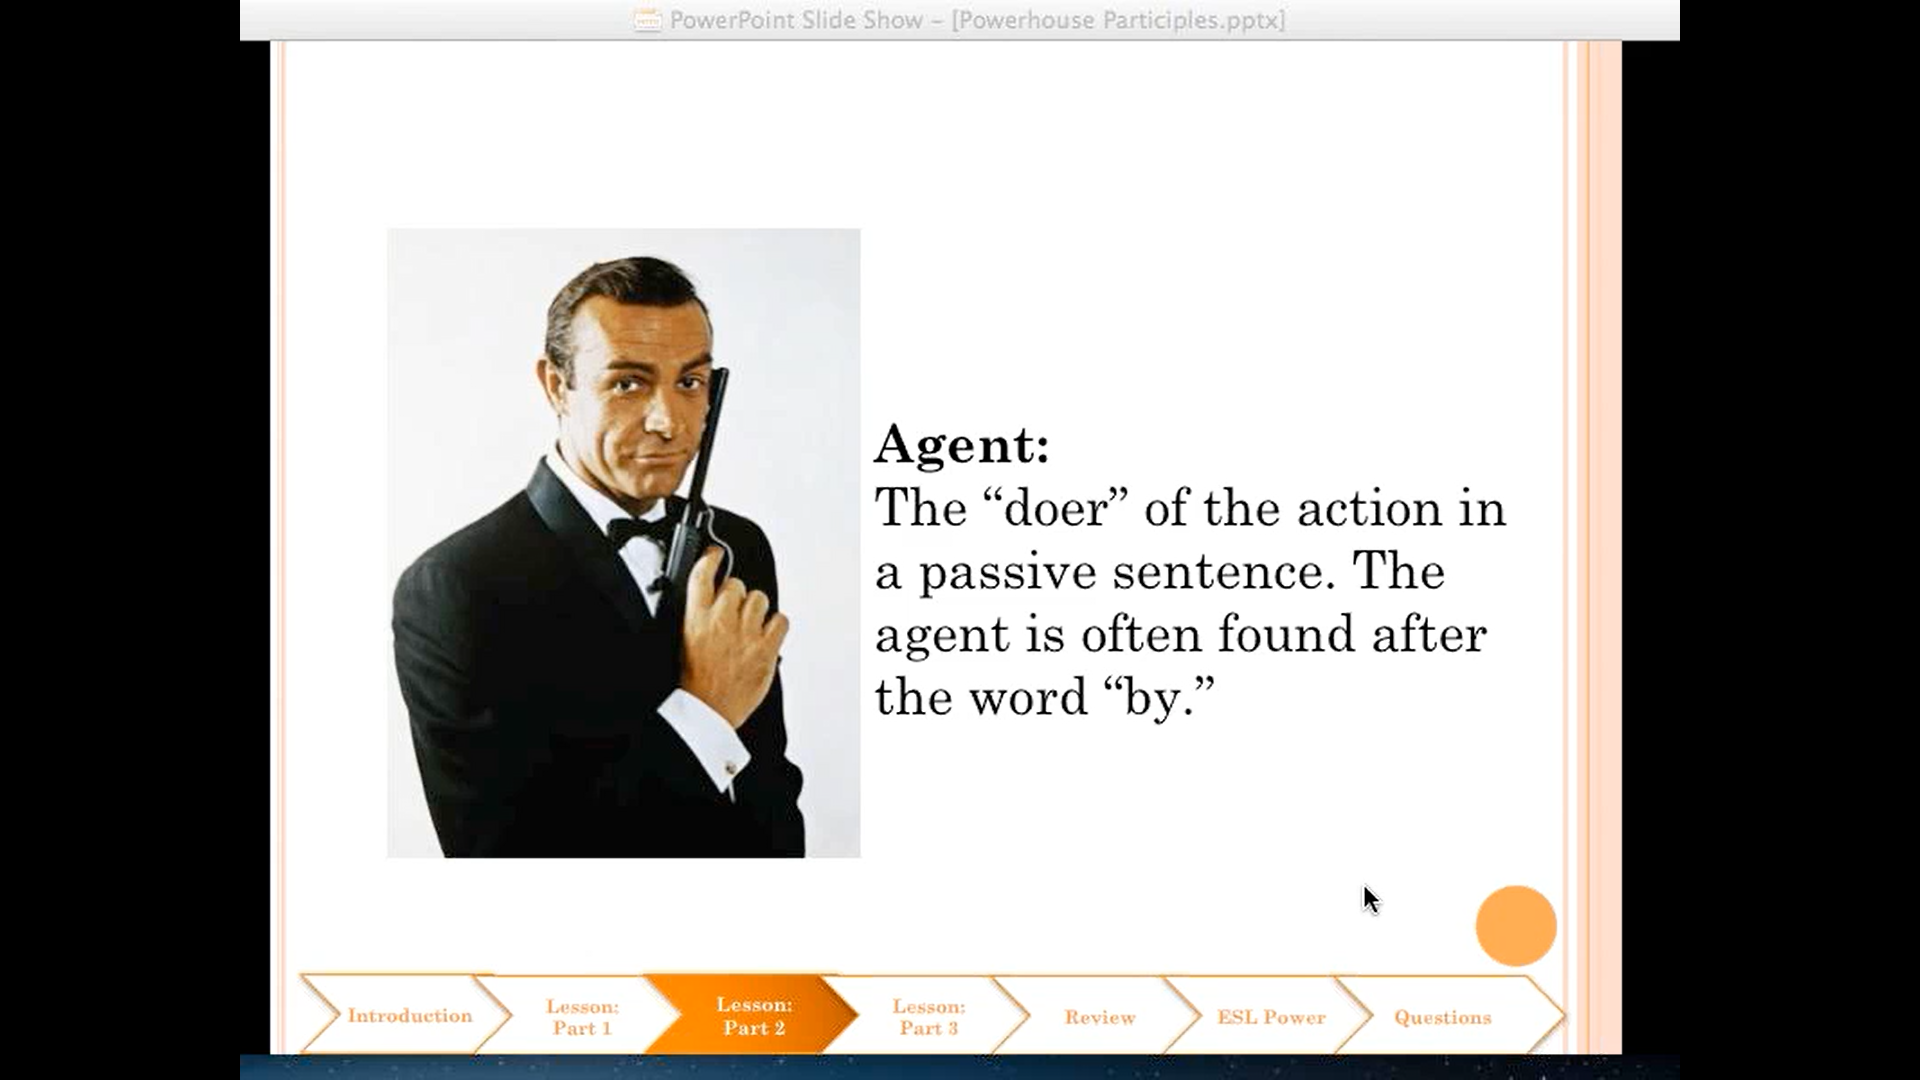 PowerPoint Slide Show – [Powerhouse Participles.pptx]
Agent:
The “doer” of the action in
a passive sentence. The
agent is often found after
the word “by.”
Introduction
Lesson:
Part 1
Lesson:
Part 2
Lesson:
Part 3
Review
ESL Power
Questions